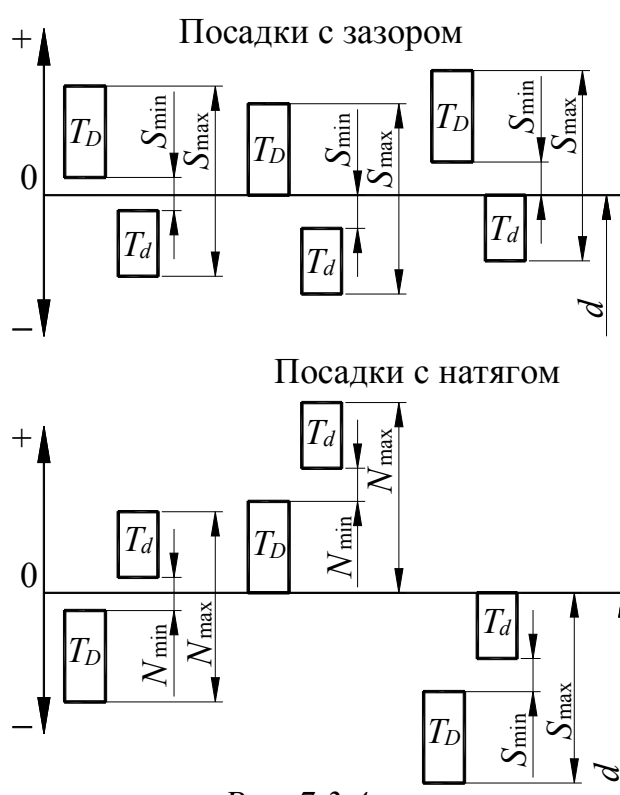 Посадки с зазором
+
T_D
S_min
S_max
T_D
S_min
S_max
T_D
S_min
S_max
0
T_d
T_d
T_d
d
−
Посадки с натягом
+
T_d
N_max
T_d
T_D
N_min
0
T_d
T_D
N_min
N_max
T_D
S_min
S_max
d
−